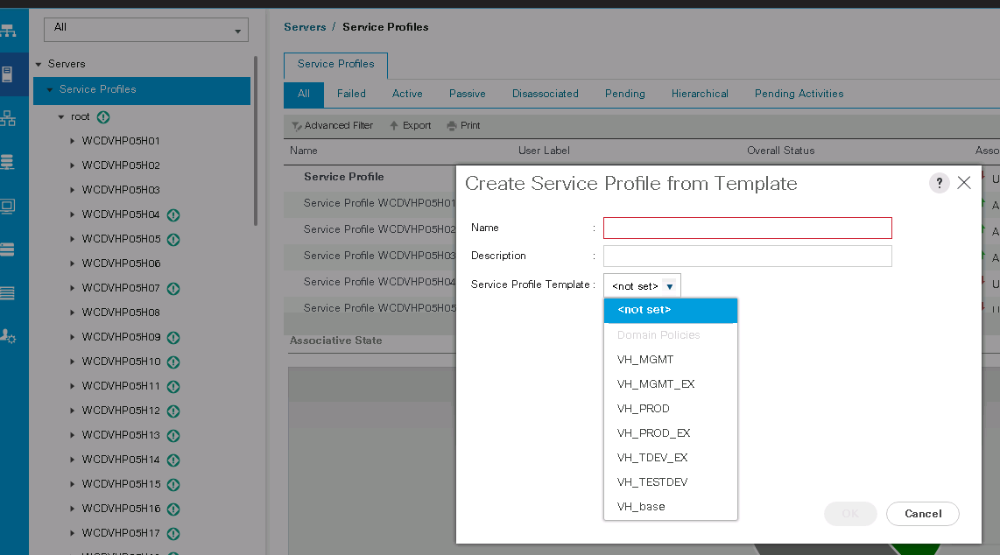 All
Servers
Service Profiles
root
WCDVHP05H01
WCDVHP05H02
WCDVHP05H03
WCDVHP05H04
WCDVHP05H05
WCDVHP05H06
WCDVHP05H07
WCDVHP05H08
WCDVHP05H09
WCDVHP05H10
WCDVHP05H11
WCDVHP05H12
WCDVHP05H13
WCDVHP05H14
WCDVHP05H15
WCDVHP05H16
WCDVHP05H17
Servers / Service Profiles
Service Profiles
All Failed Active Passive Disassociated Pending Hierarchical Pending Activities
Advanced Filter Export Print
Name User Label Overall Status Asso
Service Profile
Service Profile WCDVHP05H01
Service Profile WCDVHP05H02
Service Profile WCDVHP05H03
Service Profile WCDVHP05H04
Service Profile WCDVHP05H05
Associative State
Create Service Profile from Template ?
Name :
Description :
Service Profile Template : <not set>
<not set>
Domain Policies
VH_MGMT
VH_MGMT_EX
VH_PROD
VH_PROD_EX
VH_TDEV_EX
VH_TESTDEV
VH_base
OK Cancel